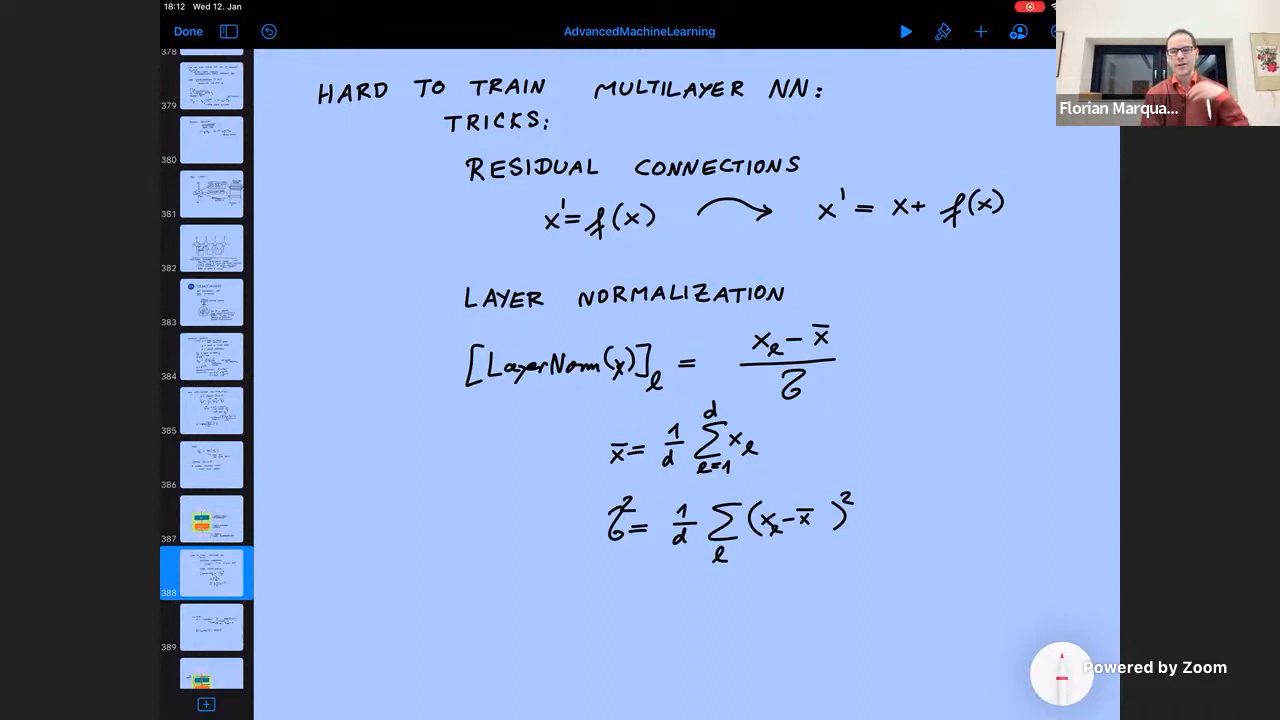 18:12 Wed 12. Jan
Done
AdvancedMachineLearning
Florian Marqua...
378
379
380
381
382
383
384
385
386
387
388
389
HARD TO TRAIN MULTILAYER NN:
TRICKS:
RESIDUAL CONNECTIONS
x' = f(x) → x' = x + f(x)
LAYER NORMALIZATION
[LayerNorm(x)]_ℓ = (x_ℓ − x̄) / σ
x̄ = 1/d ∑_{ℓ=1}^{d} x_ℓ
σ² = 1/d ∑_ℓ (x_ℓ − x̄)²
Powered by Zoom